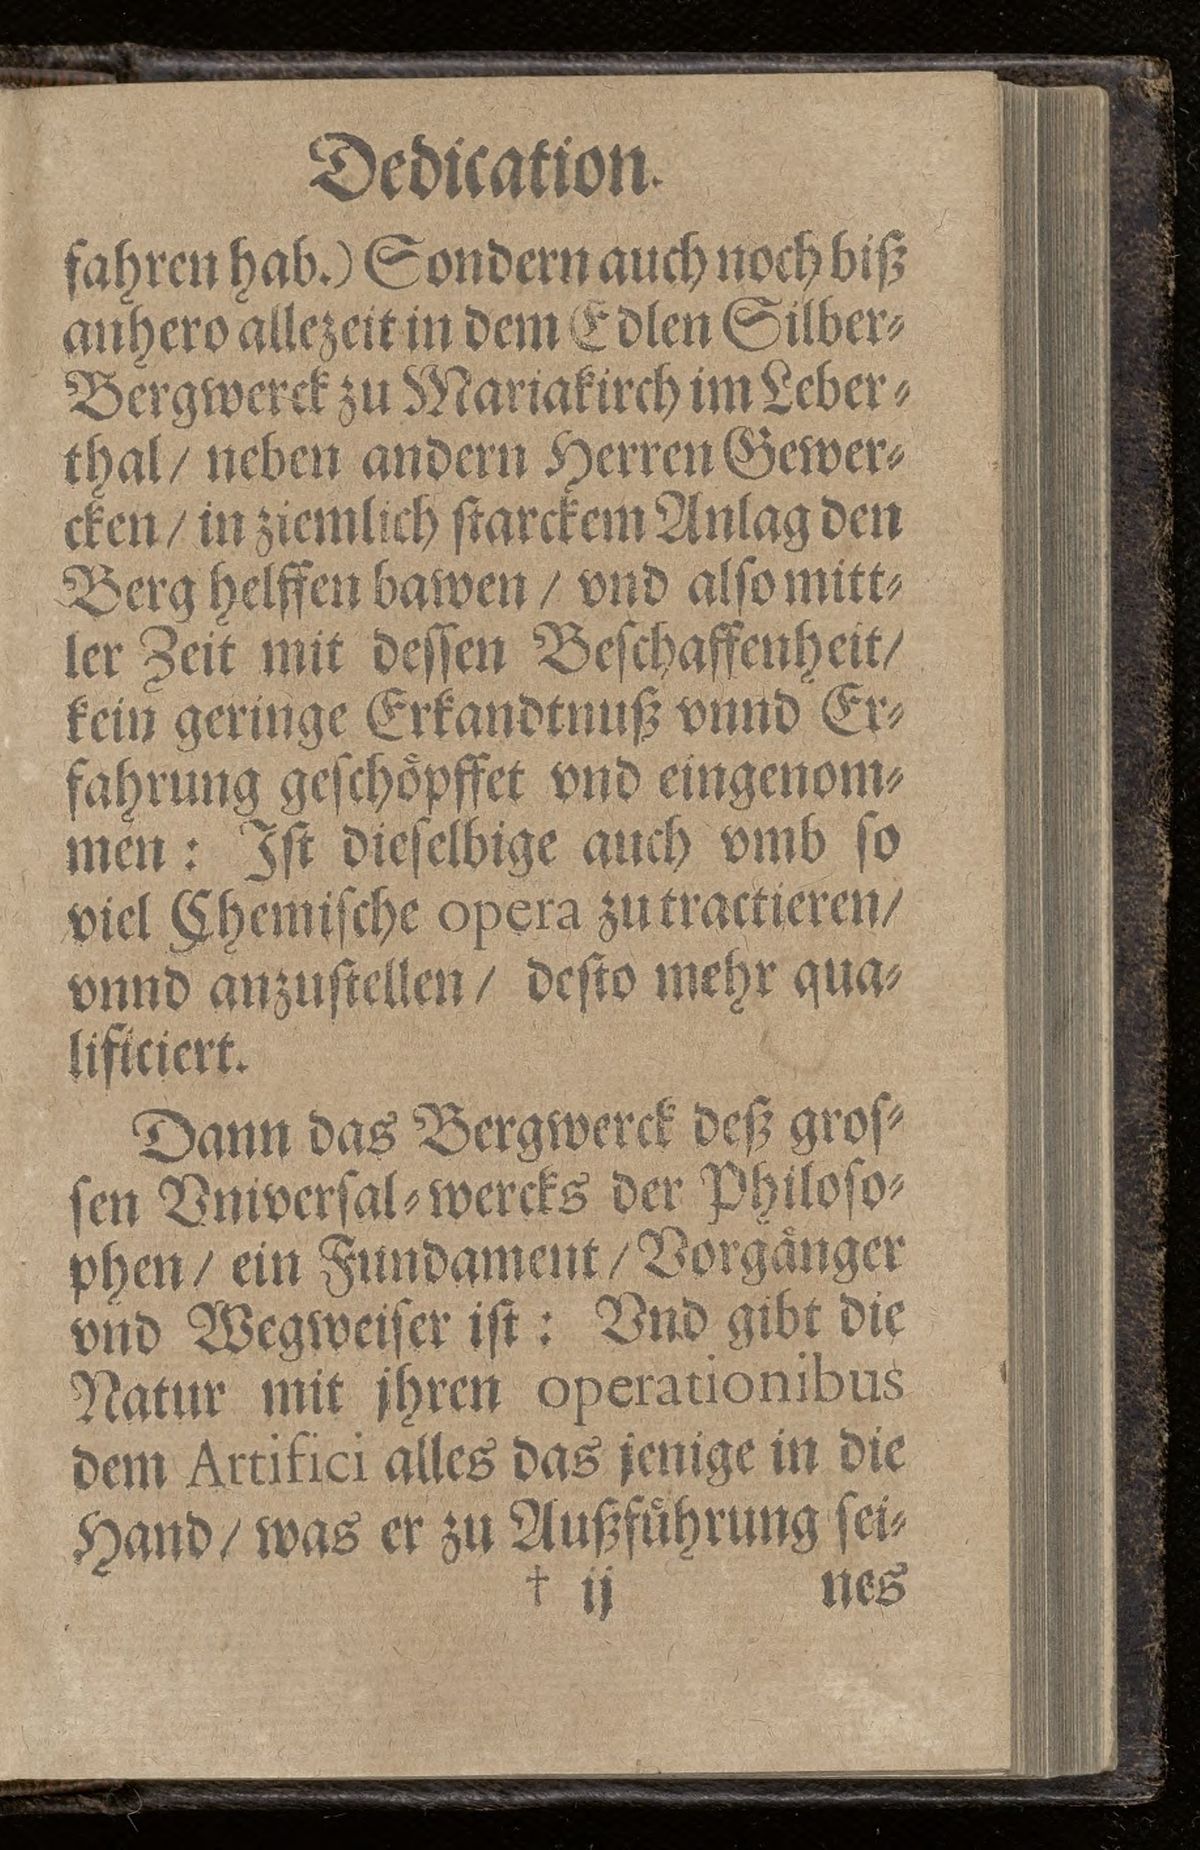 Dedication.
fahren hab.) Sondern auch noch biß
anhero allezeit in dem Edlen Silber⸗
Bergwerck zu Mariakirch im Leber⸗
thal / neben andern Herren Gewer⸗
cken / in ziemlich starckem Anlag den
Berg helffen bawen / vnd also mitt⸗
ler Zeit mit dessen Beschaffenheit /
kein geringe Erkandtnuß vnnd Er⸗
fahrung geschöpffet vnd eingenom⸗
men : Ist dieselbige auch vmb so
viel Chemische opera zu tractieren /
vnnd anzustellen / desto mehr qua⸗
lificiert.
Dann das Bergwerck deß gros⸗
sen Vniversal⸗wercks der Philoso⸗
phen / ein Fundament / Vorgänger
vnd Wegweiser ist : Vnd gibt die
Natur mit jhren operationibus
dem Artifici alles das jenige in die
Hand / was er zu Außführung sei⸗
† ij nes